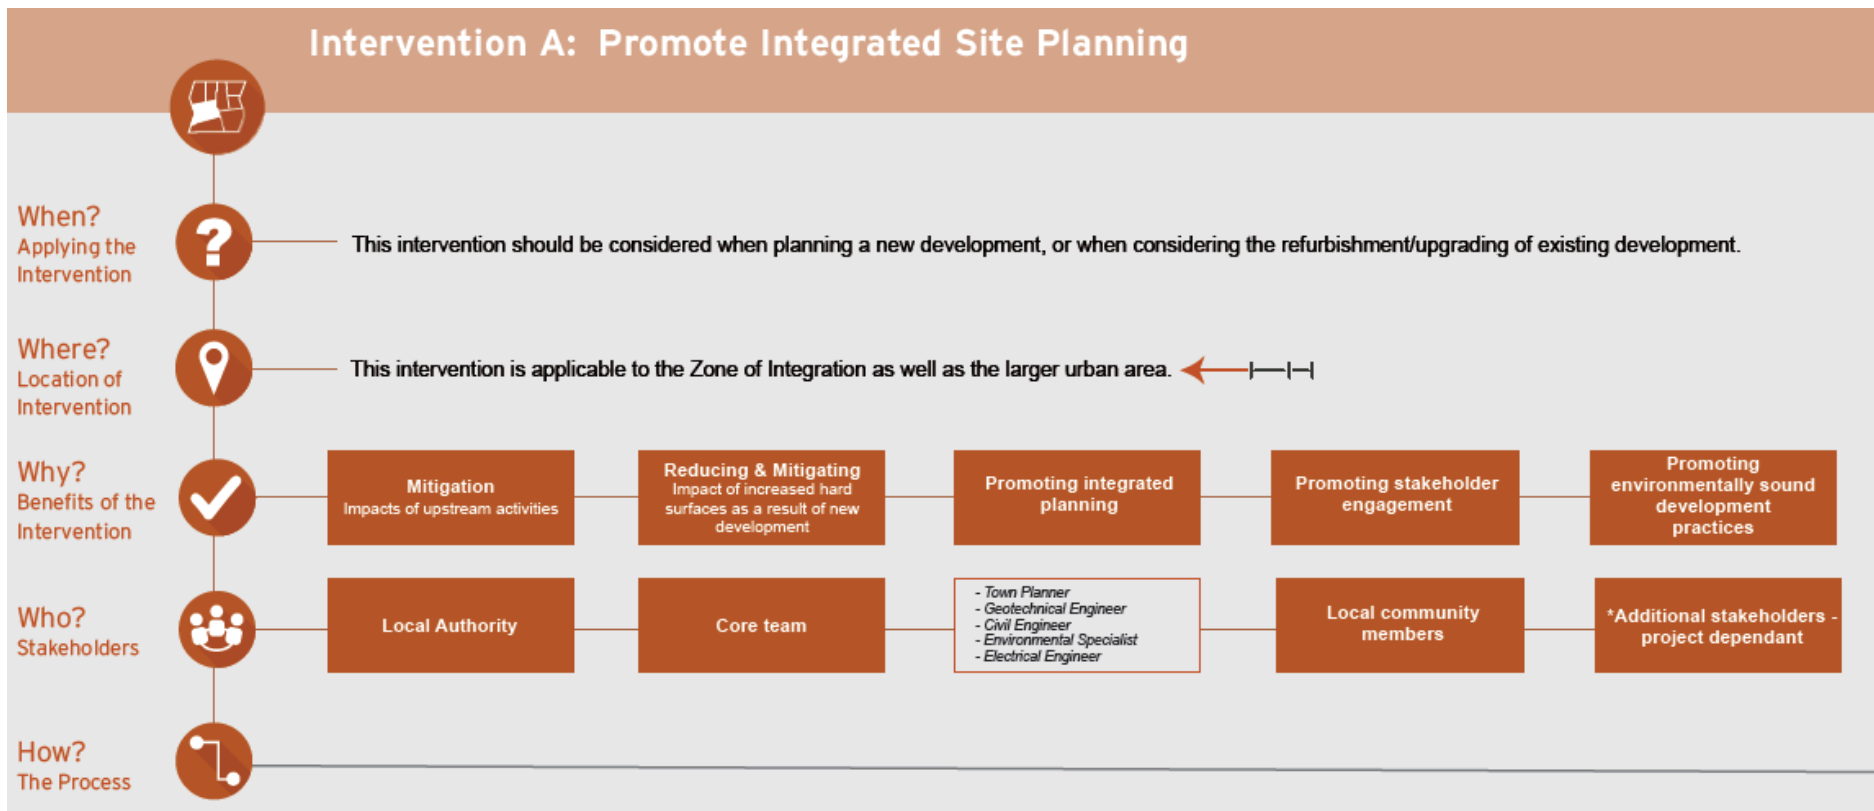 Intervention A: Promote Integrated Site Planning
When?
Applying the
Intervention
This intervention should be considered when planning a new development, or when considering the refurbishment/upgrading of existing development.
Where?
Location of
Intervention
This intervention is applicable to the Zone of Integration as well as the larger urban area.
Why?
Benefits of the
Intervention
Mitigation
Impacts of upstream activities
Reducing & Mitigating
Impact of increased hard
surfaces as a result of new
development
Promoting integrated
planning
Promoting stakeholder
engagement
Promoting
environmentally sound
development
practices
Who?
Stakeholders
Local Authority
Core team
- Town Planner
- Geotechnical Engineer
- Civil Engineer
- Environmental Specialist
- Electrical Engineer
Local community
members
*Additional stakeholders -
project dependant
How?
The Process